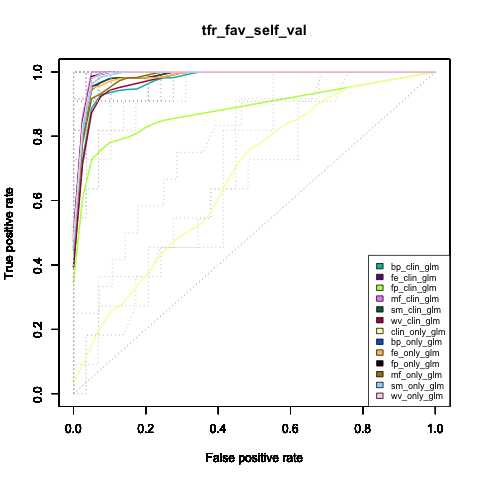 tfr_fav_self_val
True positive rate
1.0
0.8
0.6
0.4
0.2
0.0
0.0 0.2 0.4 0.6 0.8 1.0
False positive rate
bp_clin_glm
fe_clin_glm
fp_clin_glm
mf_clin_glm
sm_clin_glm
wv_clin_glm
clin_only_glm
bp_only_glm
fe_only_glm
fp_only_glm
mf_only_glm
sm_only_glm
wv_only_glm